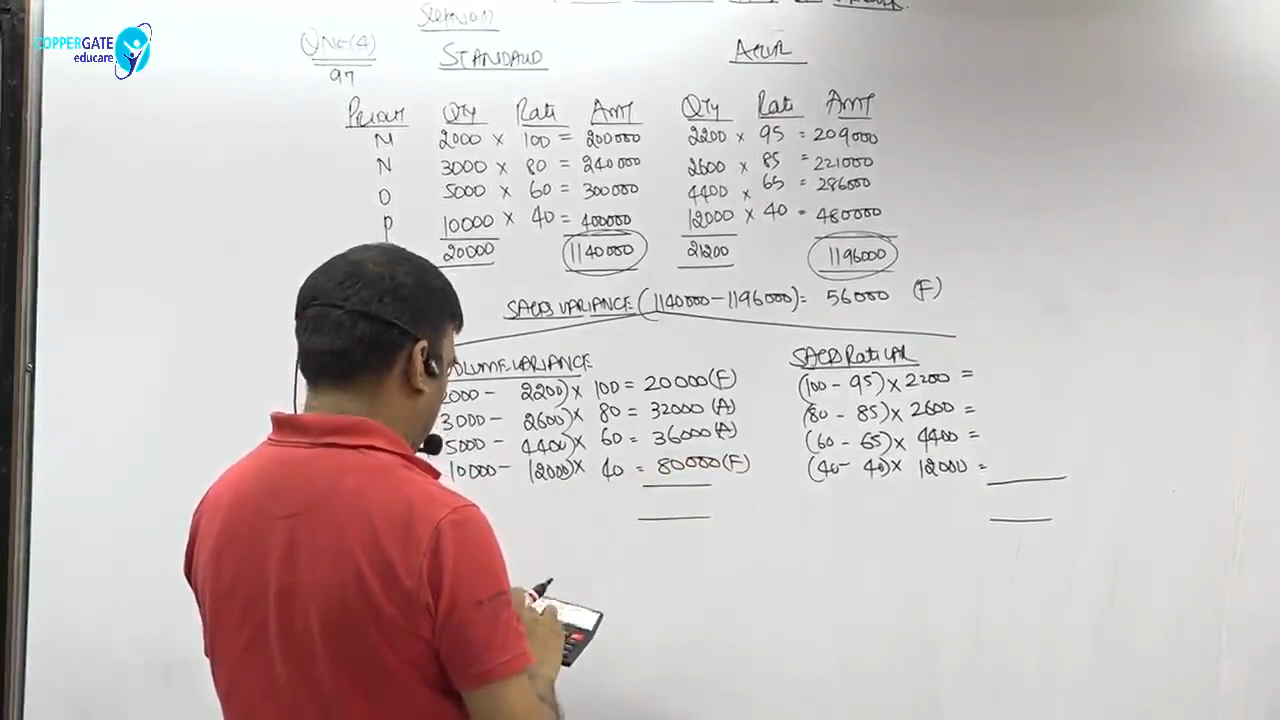 COPPERGATE
educare
Q No-(4)
97
STANDARD
Product Qty Rate AMT Qty Rate AMT
M 2000 × 100 = 200000 2200 × 95 = 209000
N 3000 × 80 = 240000 2600 × 85 = 221000
O 5000 × 60 = 300000 4400 × 65 = 286000
P 10000 × 40 = 400000 12000 × 40 = 480000
20000 1140000 21200 1196000
SALES VARIANCE (1140000 - 1196000) = 56000 (F)
VOLUME VARIANCE SALES Rate VAR
000 - 2200) × 100 = 20000 (F) (100 - 95) × 2200 =
3000 - 2600) × 80 = 32000 (A) (80 - 85) × 2600 =
5000 - 4400) × 60 = 36000 (A) (60 - 65) × 4400 =
10000 - 12000) × 40 = 80000 (F) (40 - 40) × 12000 =